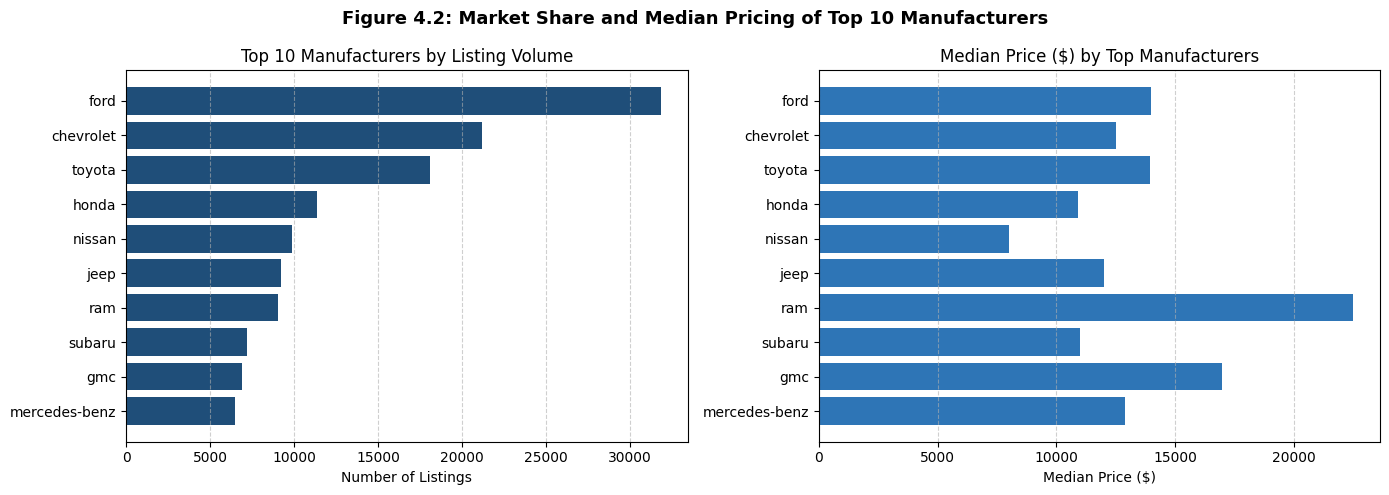 Figure 4.2: Market Share and Median Pricing of Top 10 Manufacturers
Top 10 Manufacturers by Listing Volume
ford
chevrolet
toyota
honda
nissan
jeep
ram
subaru
gmc
mercedes-benz
0 5000 10000 15000 20000 25000 30000
Number of Listings
Median Price ($) by Top Manufacturers
ford
chevrolet
toyota
honda
nissan
jeep
ram
subaru
gmc
mercedes-benz
0 5000 10000 15000 20000
Median Price ($)